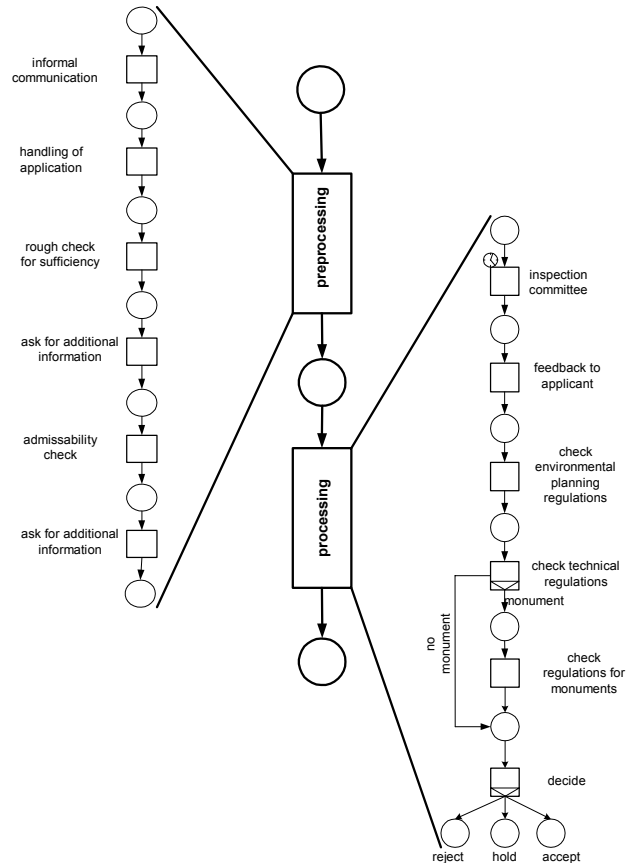 informal
communication
handling of
application
rough check
for sufficiency
ask for additional
information
admissability
check
ask for additional
information
preprocessing
processing
inspection
committee
feedback to
applicant
check
environmental
planning
regulations
check technical
regulations
monument
no
monument
check
regulations for
monuments
decide
reject
hold
accept